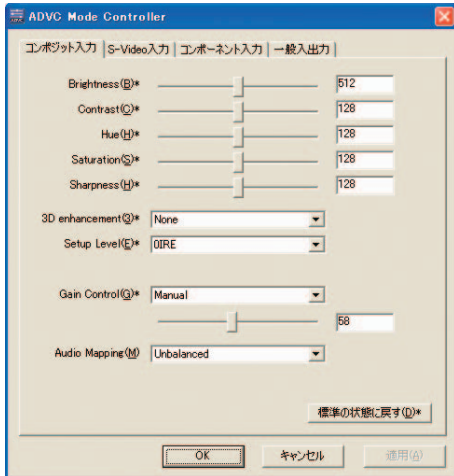 ADVC Mode Controller
コンポジット入力 S-Video入力 コンポーネント入力 一般入出力
Brightness(B)* 512
Contrast(C)* 128
Hue(H)* 128
Saturation(S)* 128
Sharpness(H)* 128
3D enhancement(3)* None
Setup Level(E)* 0IRE
Gain Control(G)* Manual
58
Audio Mapping(M) Unbalanced
標準の状態に戻す(D)*
OK キャンセル 適用(A)